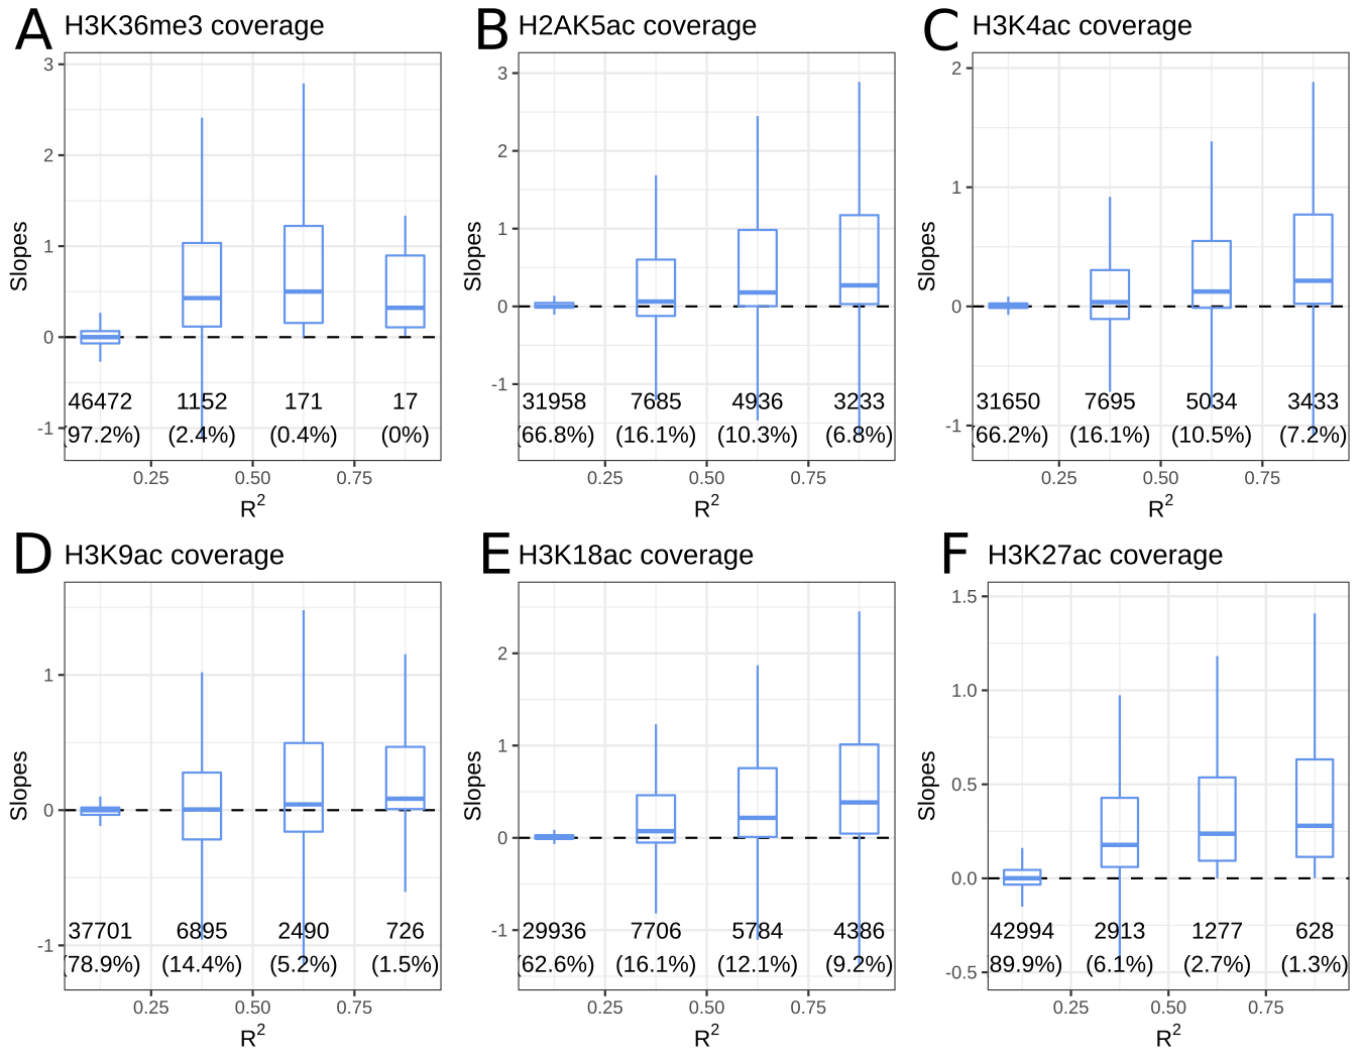 A H3K36me3 coverage
3
2
1
0
-1
Slopes
46472 1152 171 17
(97.2%) (2.4%) (0.4%) (0%)
0.25 0.50 0.75
R²
B H2AK5ac coverage
3
2
1
0
-1
Slopes
31958 7685 4936 3233
(66.8%) (16.1%) (10.3%) (6.8%)
0.25 0.50 0.75
R²
C H3K4ac coverage
2
1
0
-1
Slopes
31650 7695 5034 3433
(66.2%) (16.1%) (10.5%) (7.2%)
0.25 0.50 0.75
R²
D H3K9ac coverage
1
0
-1
Slopes
37701 6895 2490 726
(78.9%) (14.4%) (5.2%) (1.5%)
0.25 0.50 0.75
R²
E H3K18ac coverage
2
1
0
-1
Slopes
29936 7706 5784 4386
(62.6%) (16.1%) (12.1%) (9.2%)
0.25 0.50 0.75
R²
F H3K27ac coverage
1.5
1.0
0.5
0.0
-0.5
Slopes
42994 2913 1277 628
89.9%) (6.1%) (2.7%) (1.3%)
0.25 0.50 0.75
R²